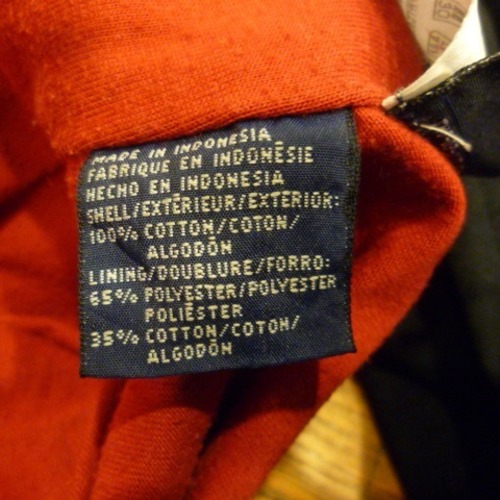 MADE IN INDONESIA
FABRIQUE EN INDONÉSIE
HECHO EN INDONESIA
SHELL/EXTÉRIEUR/EXTERIOR:
100% COTTON/COTON/
ALGODÓN
LINING/DOUBLURE/FORRO:
65% POLYESTER/POLYESTER
POLIÉSTER
35% COTTON/COTON/
ALGODÓN